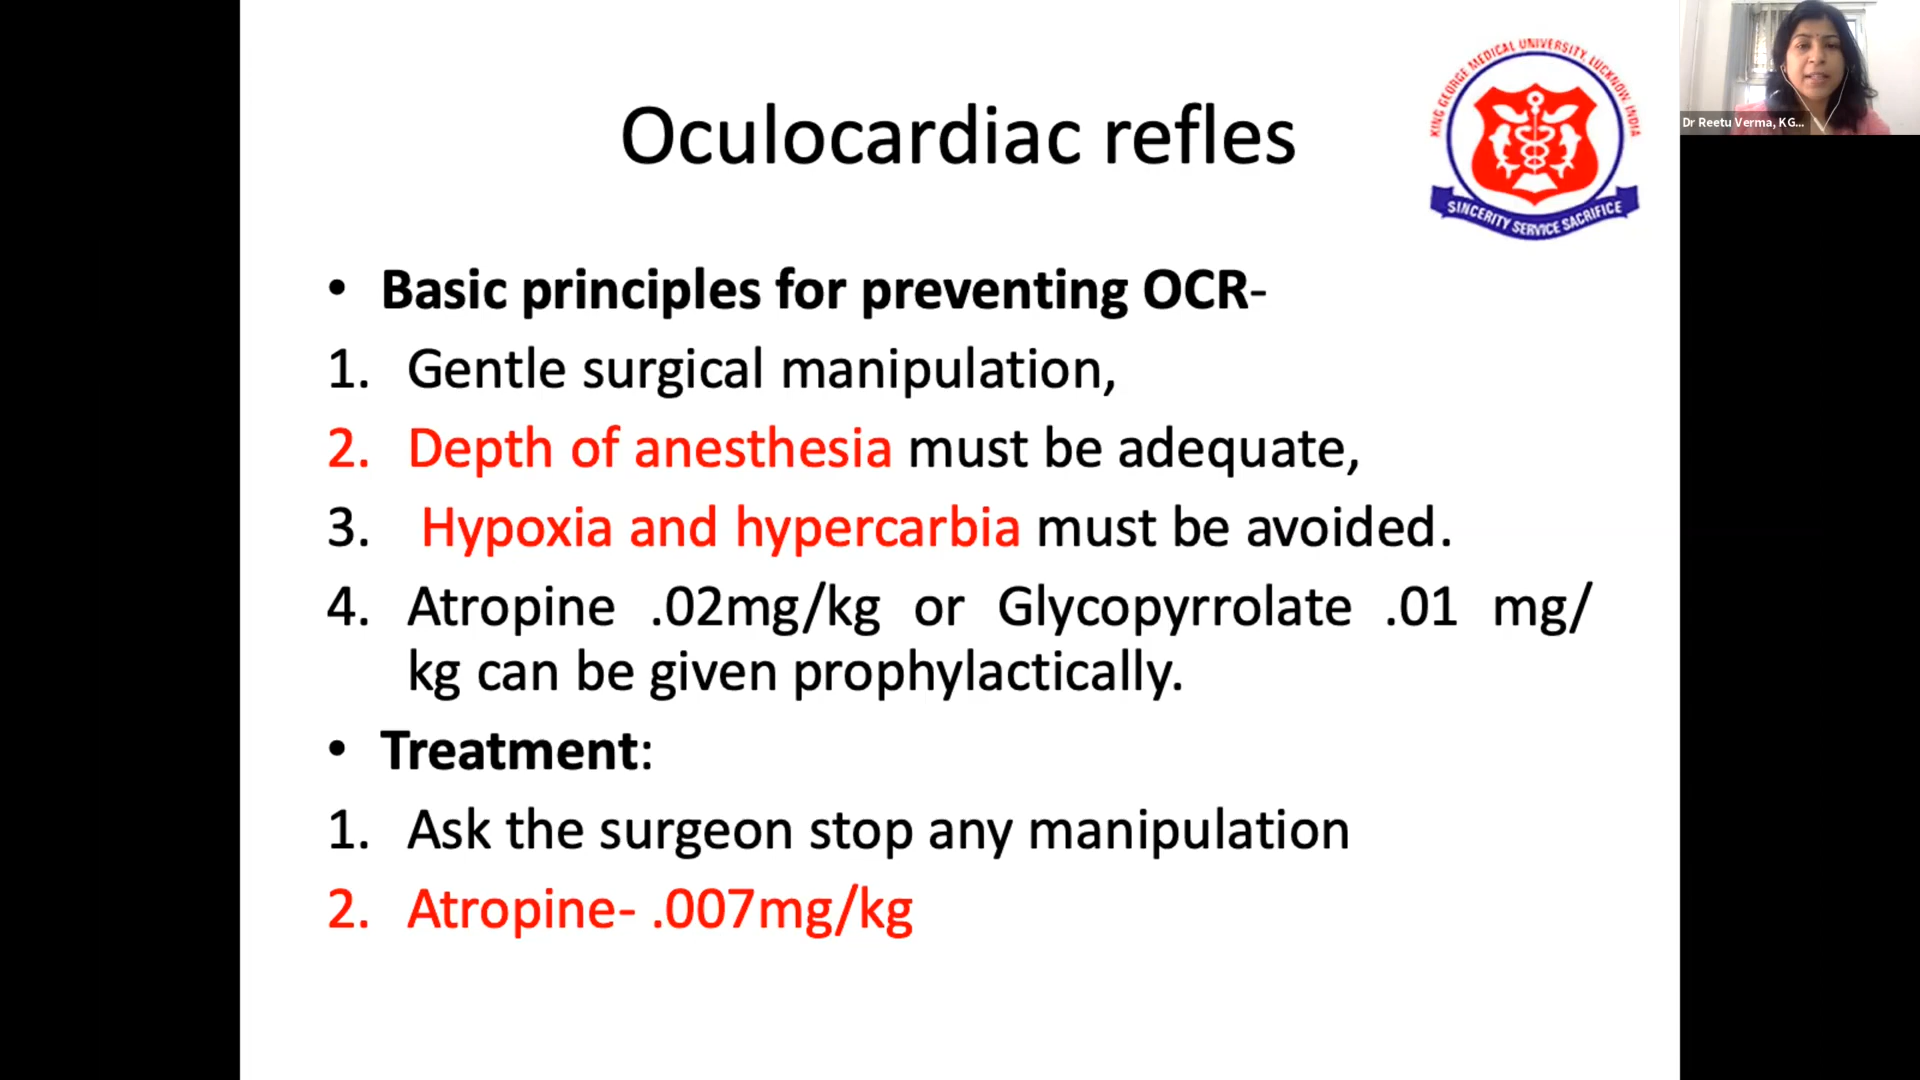 Oculocardiac refles
KING GEORGE MEDICAL UNIVERSITY, LUCKNOW INDIA
SINCERITY SERVICE SACRIFICE
Dr Reetu Verma, KG...
• Basic principles for preventing OCR-
1. Gentle surgical manipulation,
2. Depth of anesthesia must be adequate,
3. Hypoxia and hypercarbia must be avoided.
4. Atropine .02mg/kg or Glycopyrrolate .01 mg/
kg can be given prophylactically.
• Treatment:
1. Ask the surgeon stop any manipulation
2. Atropine- .007mg/kg